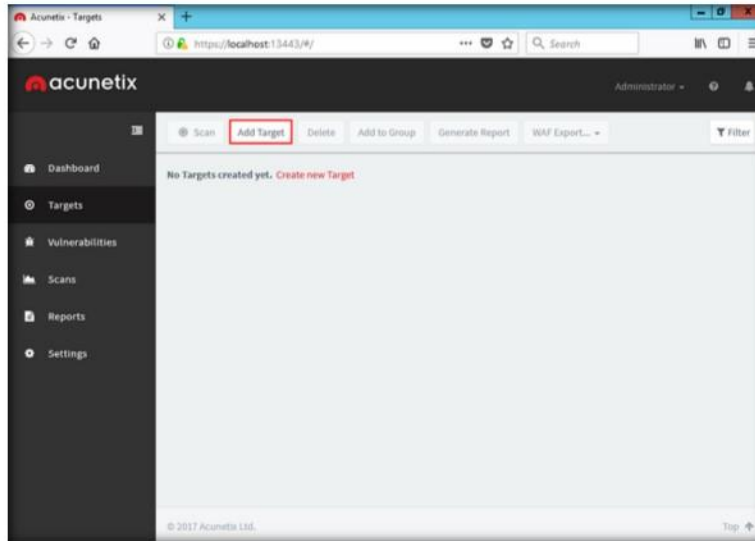 Acunetix - Targets
https://localhost:13443/#/
Search
acunetix
Administrator
Scan
Add Target
Delete
Add to Group
Generate Report
WAF Export...
Filter
Dashboard
Targets
Vulnerabilities
Scans
Reports
Settings
No Targets created yet. Create new Target
© 2017 Acunetix Ltd.
Top